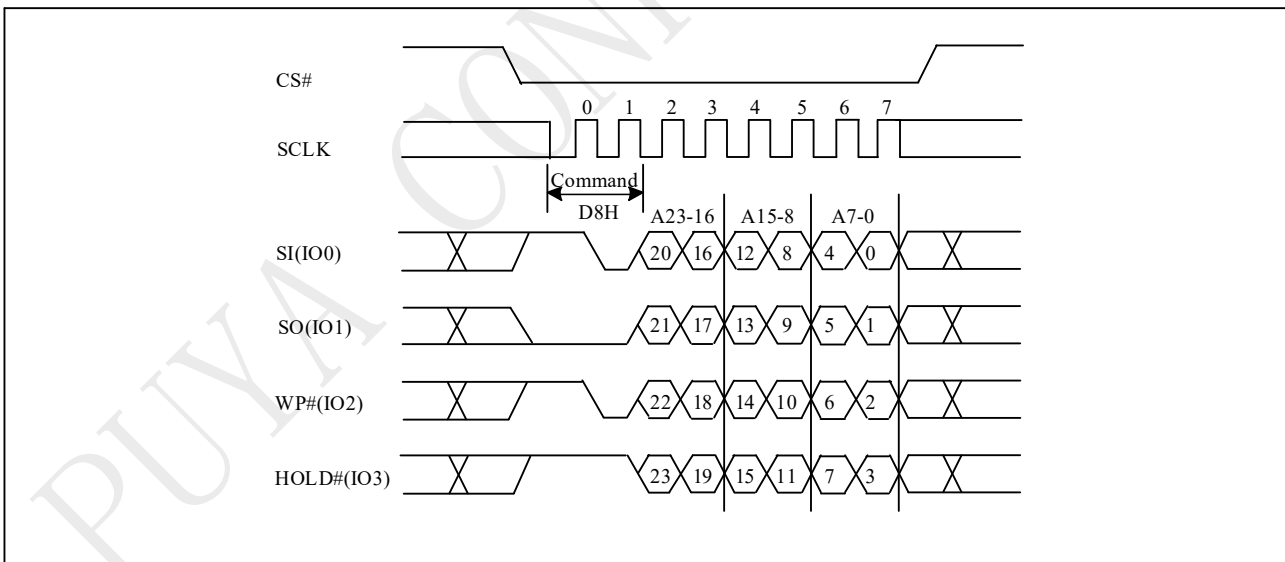 PUYA CONF
CS#
0 1 2 3 4 5 6 7
SCLK
Command
D8H
A23-16 A15-8 A7-0
SI(IO0) 20 16 12 8 4 0
SO(IO1) 21 17 13 9 5 1
WP#(IO2) 22 18 14 10 6 2
HOLD#(IO3) 23 19 15 11 7 3